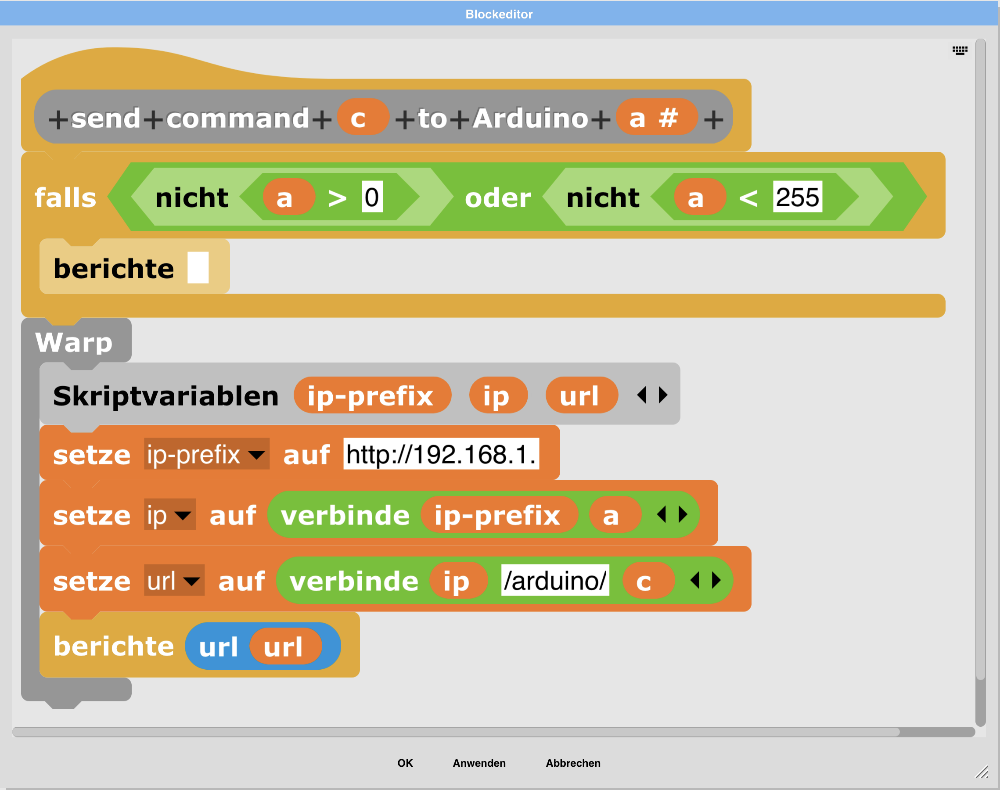 Blockeditor
+send+command+ c +to+Arduino+ a # +
falls nicht a > 0 oder nicht a < 255
berichte
Warp
Skriptvariablen ip-prefix ip url
setze ip-prefix auf http://192.168.1.
setze ip auf verbinde ip-prefix a
setze url auf verbinde ip /arduino/ c
berichte url url
OK Anwenden Abbrechen